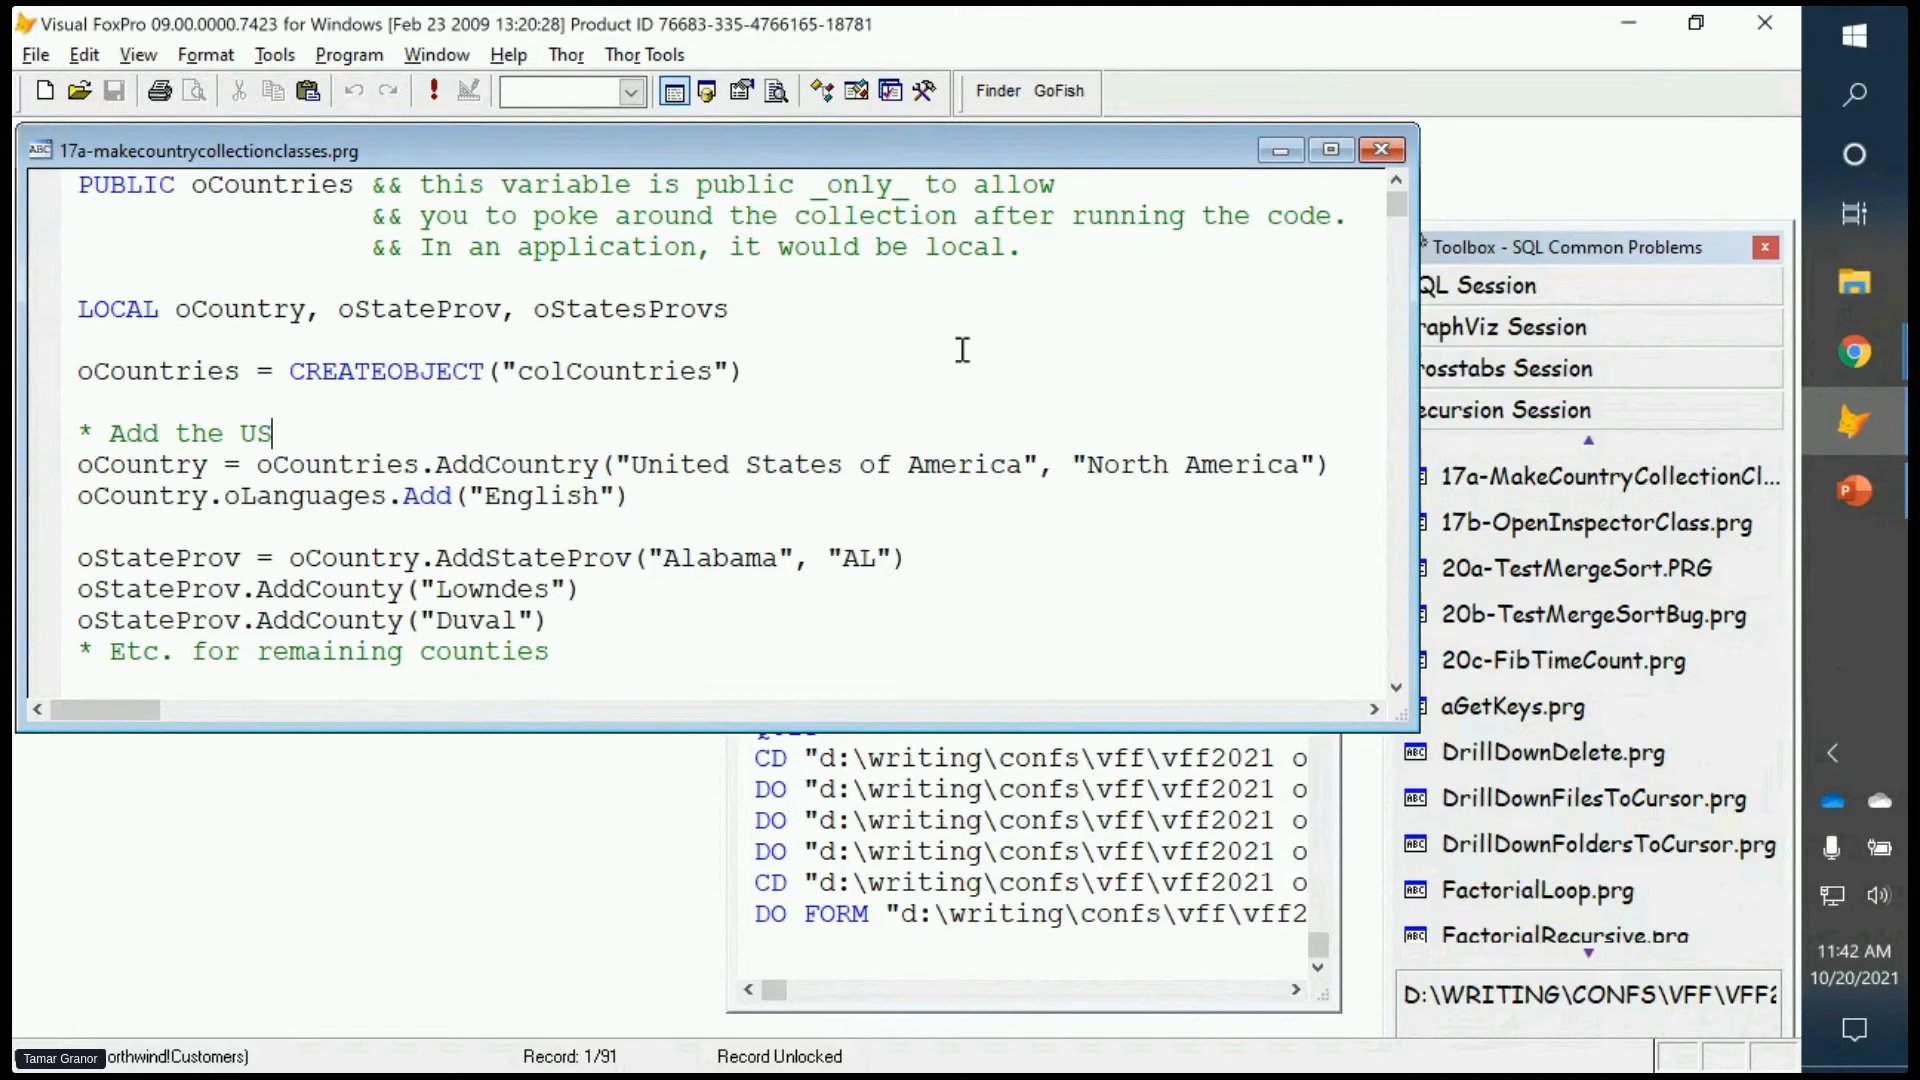 Visual FoxPro 09.00.0000.7423 for Windows [Feb 23 2009 13:20:28] Product ID 76683-335-4766165-18781
File Edit View Format Tools Program Window Help Thor Thor Tools
Finder GoFish
17a-makecountrycollectionclasses.prg
PUBLIC oCountries && this variable is public _only_ to allow
&& you to poke around the collection after running the code.
&& In an application, it would be local.
LOCAL oCountry, oStateProv, oStatesProvs
oCountries = CREATEOBJECT("colCountries")
* Add the US
oCountry = oCountries.AddCountry("United States of America", "North America")
oCountry.oLanguages.Add("English")
oStateProv = oCountry.AddStateProv("Alabama", "AL")
oStateProv.AddCounty("Lowndes")
oStateProv.AddCounty("Duval")
* Etc. for remaining counties
CD "d:\writing\confs\vff\vff2021 o
DO "d:\writing\confs\vff\vff2021 o
DO "d:\writing\confs\vff\vff2021 o
DO "d:\writing\confs\vff\vff2021 o
CD "d:\writing\confs\vff\vff2021 o
DO FORM "d:\writing\confs\vff\vff2
Toolbox - SQL Common Problems
QL Session
raphViz Session
rosstabs Session
ecursion Session
17a-MakeCountryCollectionCl...
17b-OpenInspectorClass.prg
20a-TestMergeSort.PRG
20b-TestMergeSortBug.prg
20c-FibTimeCount.prg
aGetKeys.prg
DrillDownDelete.prg
DrillDownFilesToCursor.prg
DrillDownFoldersToCursor.prg
FactorialLoop.prg
FactorialRecursive.prg
D:\WRITING\CONFS\VFF\VFF2
11:42 AM
10/20/2021
Tamar Granor
orthwind!Customers)
Record: 1/91
Record Unlocked